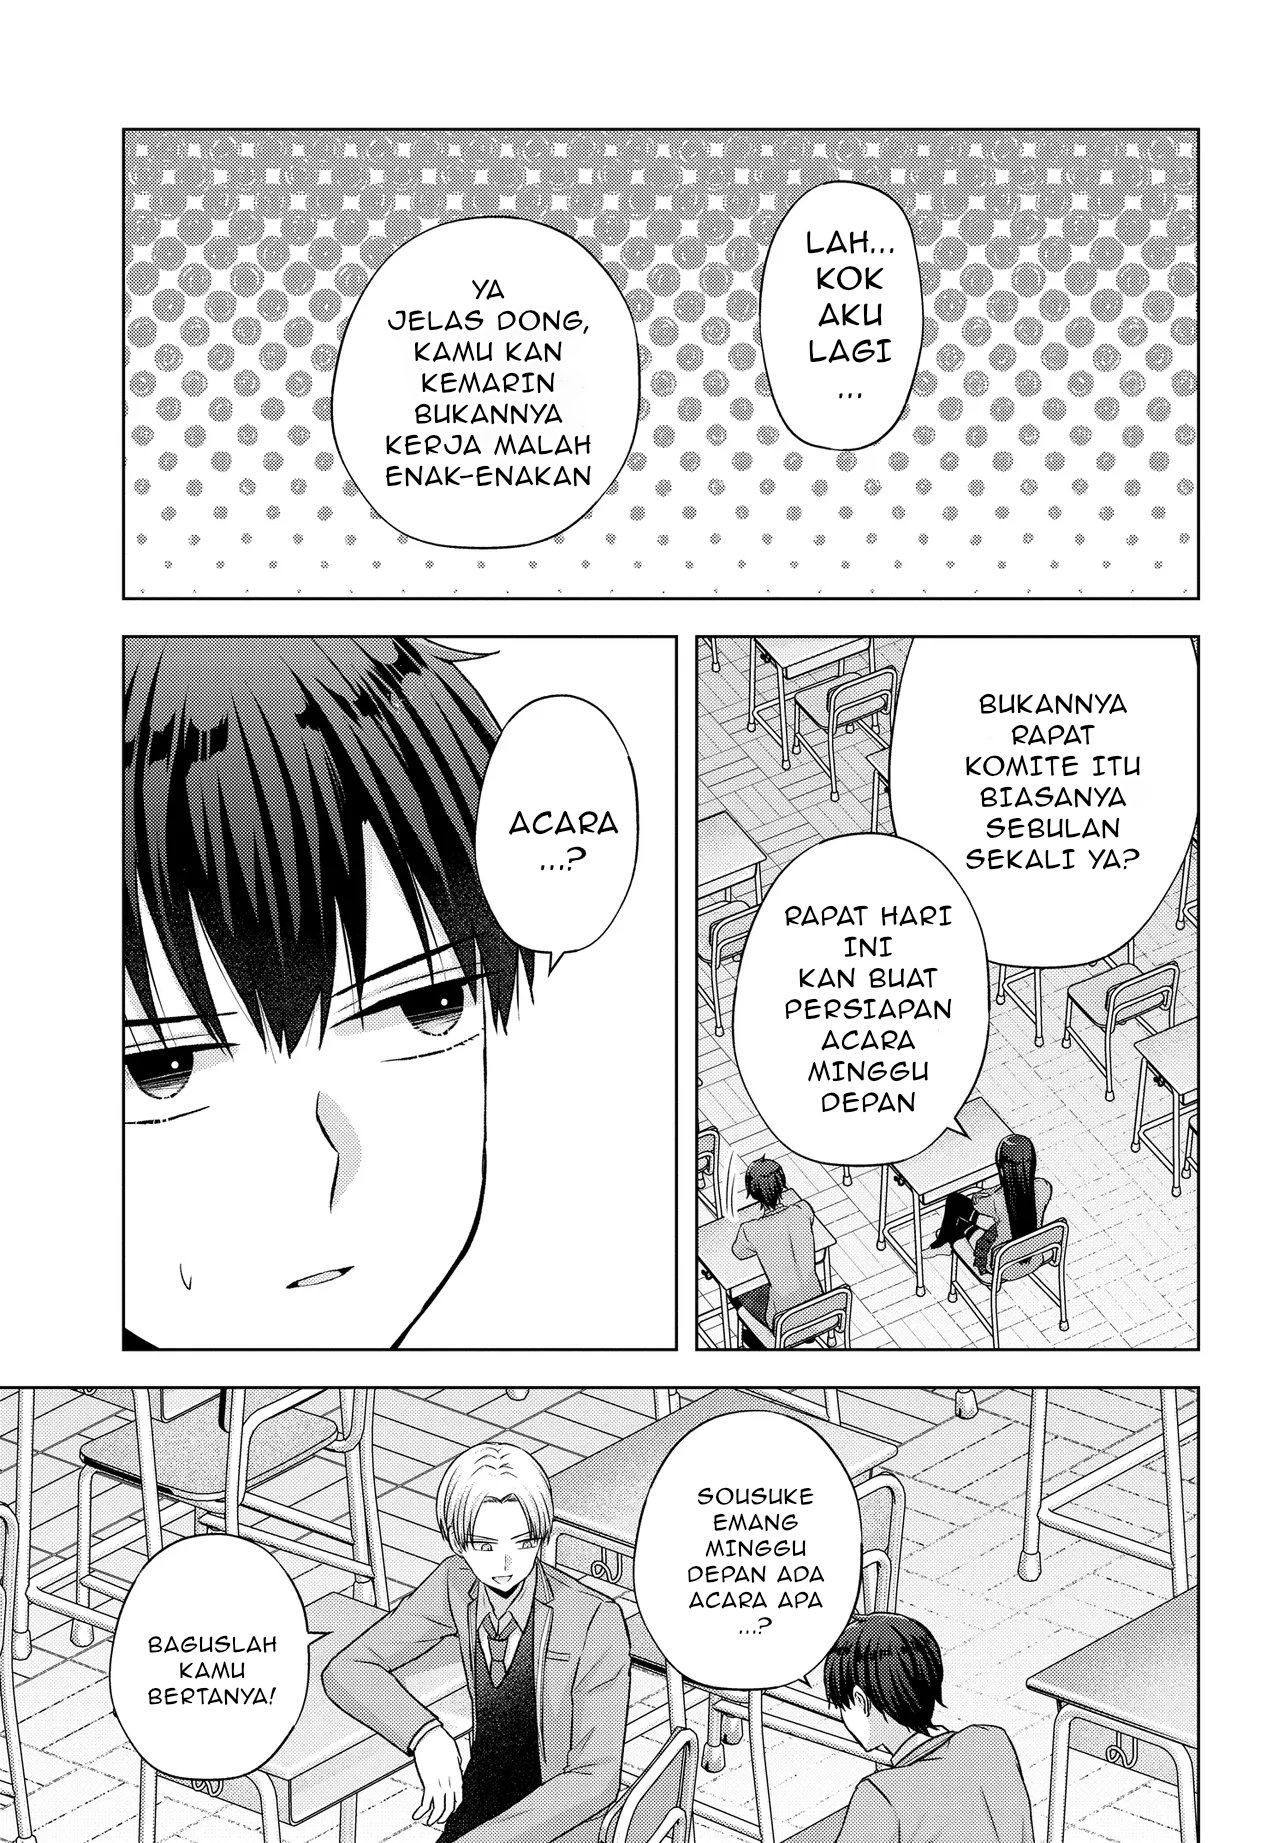 LAH...
KOK
AKU
LAGI
...
YA
JELAS DONG,
KAMU KAN
KEMARIN
BUKANNYA
KERJA MALAH
ENAK-ENAKAN
BUKANNYA
RAPAT
KOMITE ITU
BIASANYA
SEBULAN
SEKALI YA?
RAPAT HARI
INI
KAN BUAT
PERSIAPAN
ACARA
MINGGU
DEPAN
ACARA
...?
SOUSUKE
EMANG
MINGGU
DEPAN ADA
ACARA APA
...?
BAGUSLAH
KAMU
BERTANYA!